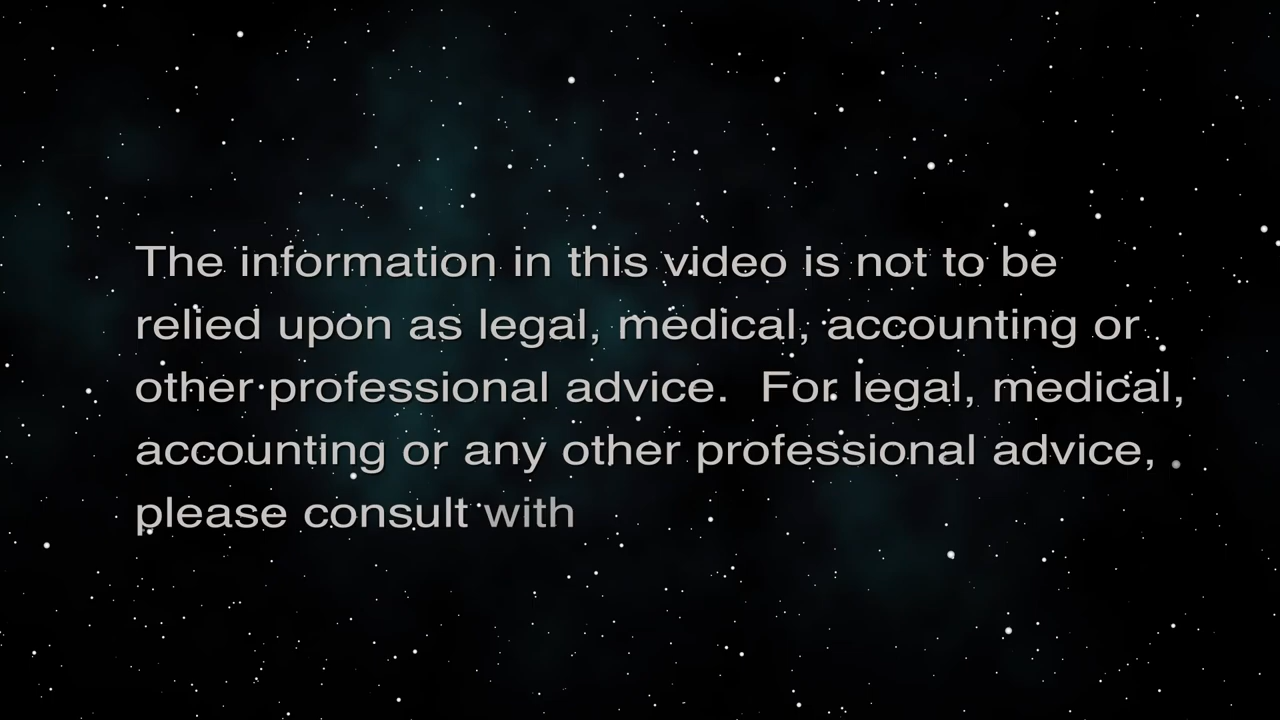 The information in this video is not to be
relied upon as legal, medical, accounting or
other professional advice.  For legal, medical,
accounting or any other professional advice,
please consult with